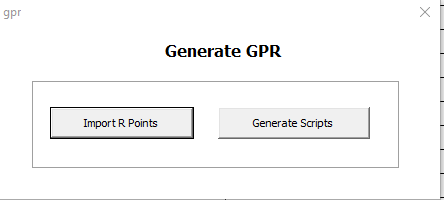 gpr
Generate GPR
Import R Points
Generate Scripts